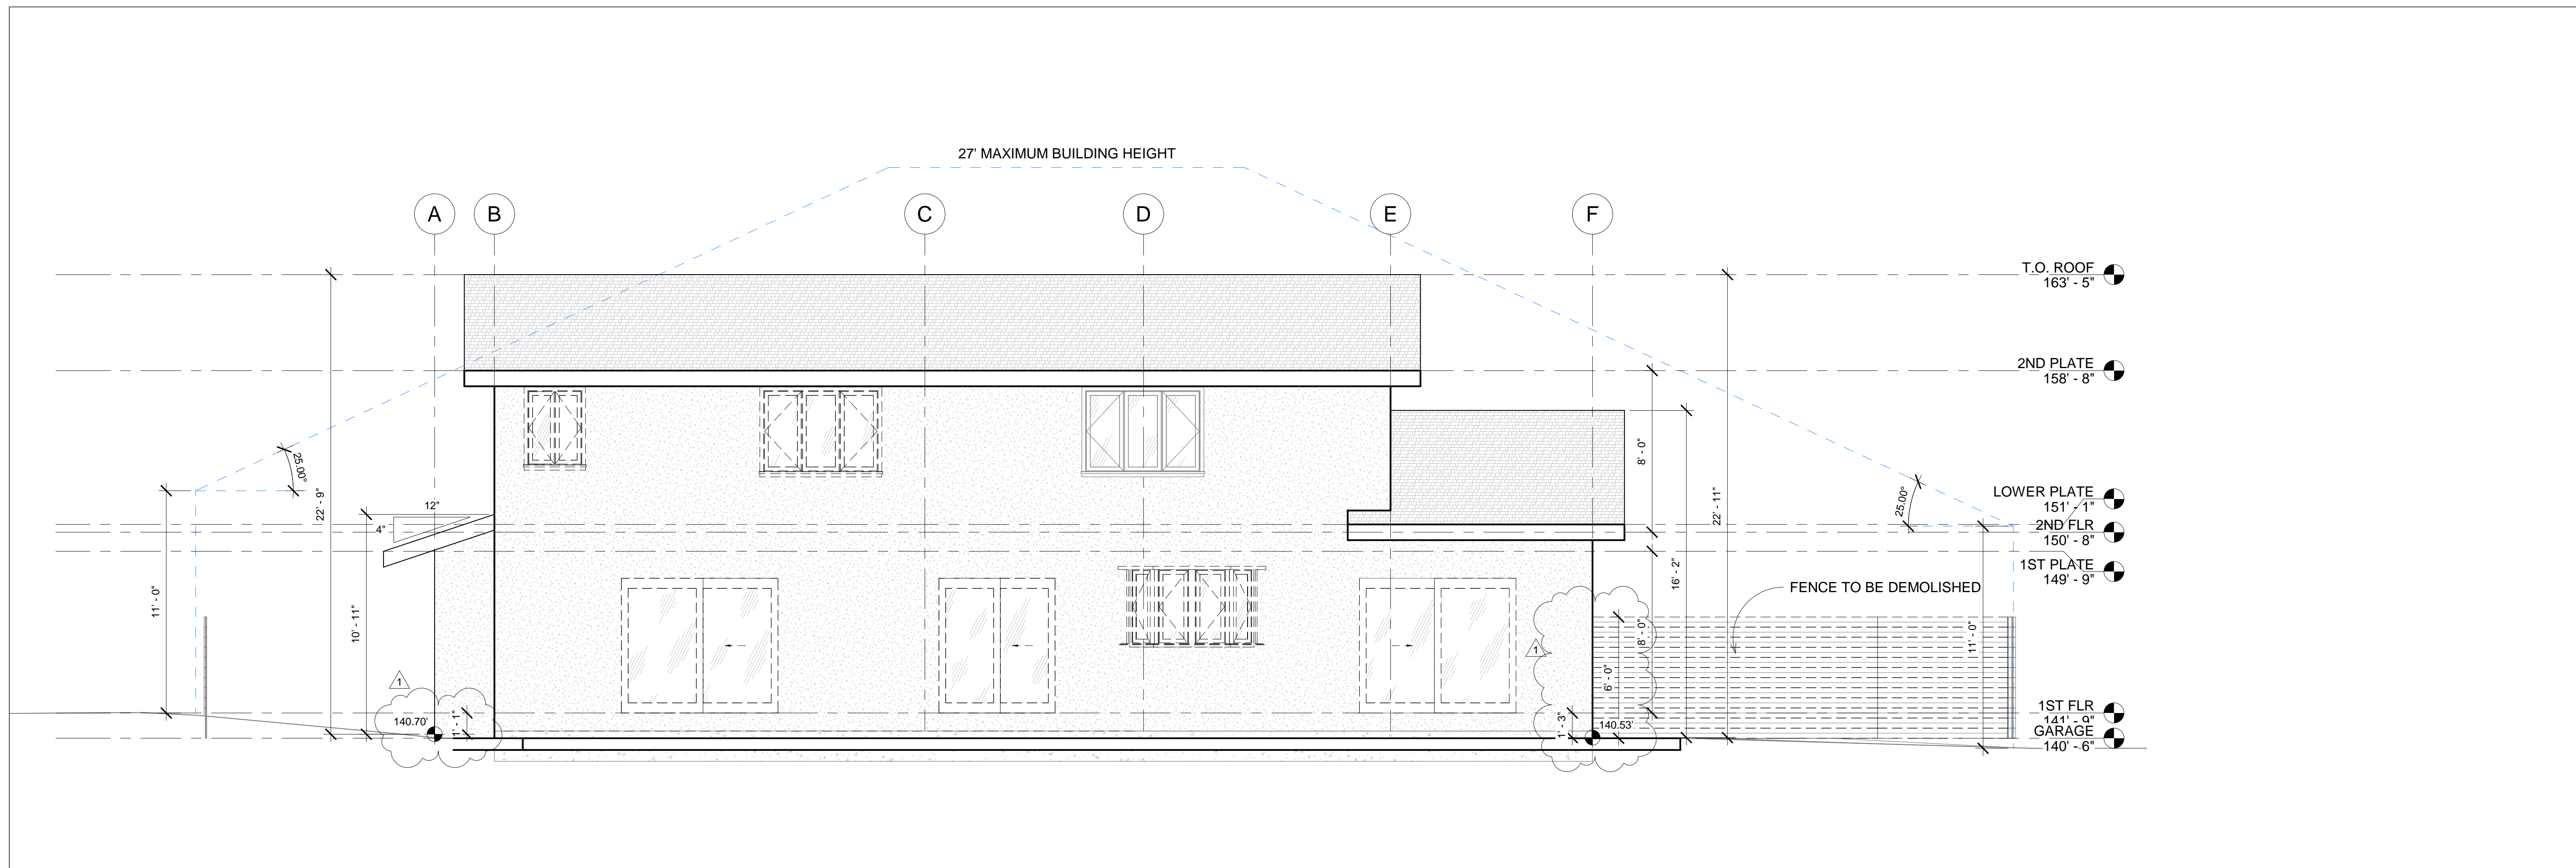 27' MAXIMUM BUILDING HEIGHT
A
B
C
D
E
F
T.O. ROOF
163' - 5"
2ND PLATE
158' - 8"
LOWER PLATE
151' - 1"
2ND FLR
150' - 8"
1ST PLATE
149' - 9"
1ST FLR
141' - 9"
GARAGE
140' - 6"
25.00°
22' - 9"
12"
4"
11' - 0"
10' - 11"
1
140.70'
1' - 1"
8' - 0"
22' - 11"
16' - 2"
25.00°
FENCE TO BE DEMOLISHED
8' - 0"
11' - 0"
1
6' - 0"
1' - 3"
140.53'